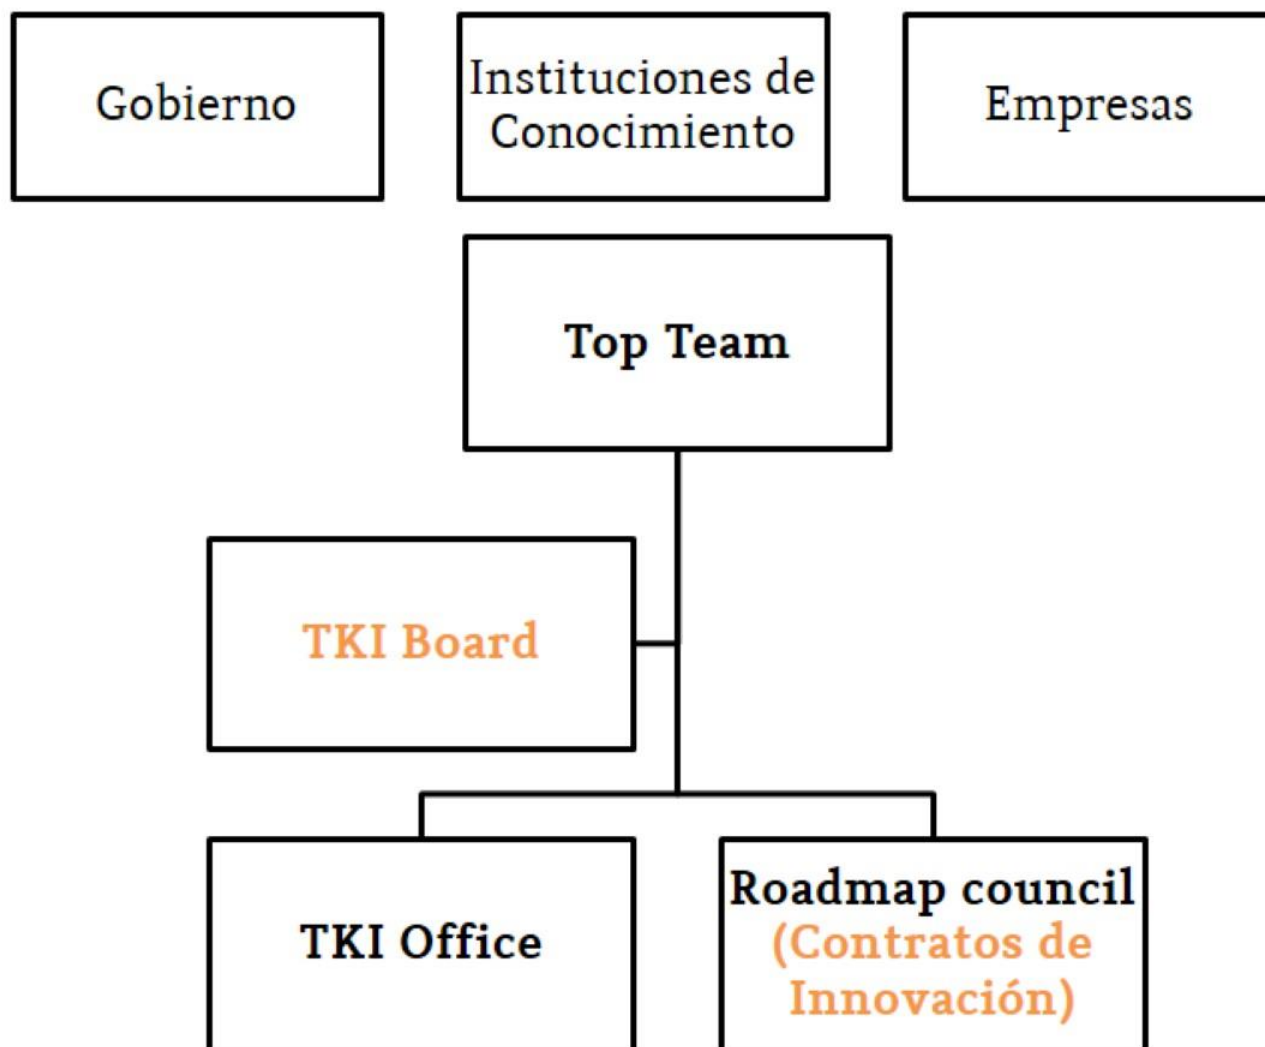 Gobierno
Instituciones de
Conocimiento
Empresas
Top Team
TKI Board
TKI Office
Roadmap council
(Contratos de
Innovación)